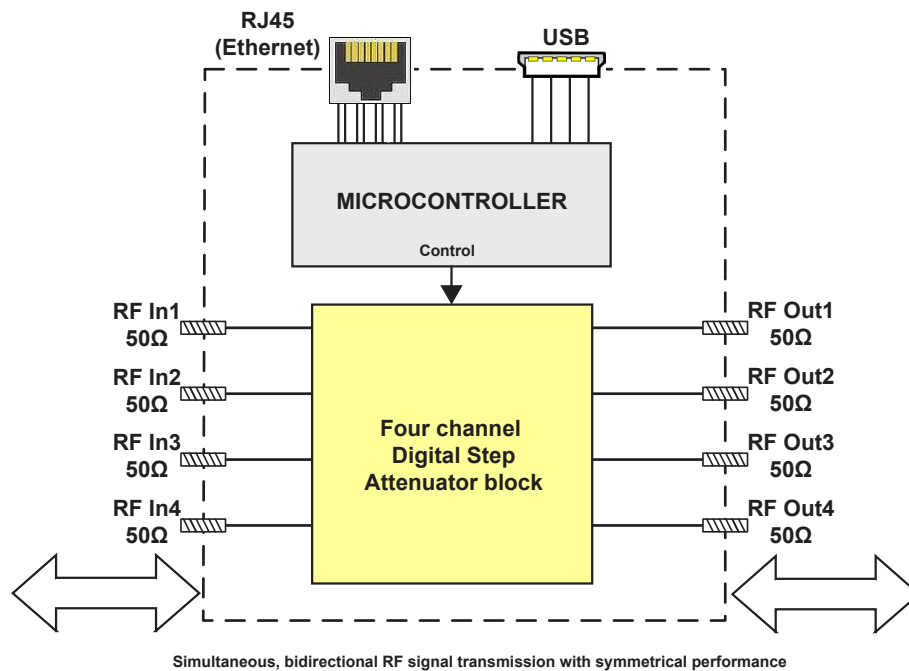 RJ45
(Ethernet)
USB
MICROCONTROLLER
Control
RF In1
50Ω
RF Out1
50Ω
RF In2
50Ω
RF Out2
50Ω
RF In3
50Ω
RF Out3
50Ω
RF In4
50Ω
RF Out4
50Ω
Four channel
Digital Step
Attenuator block
Simultaneous, bidirectional RF signal transmission with symmetrical performance